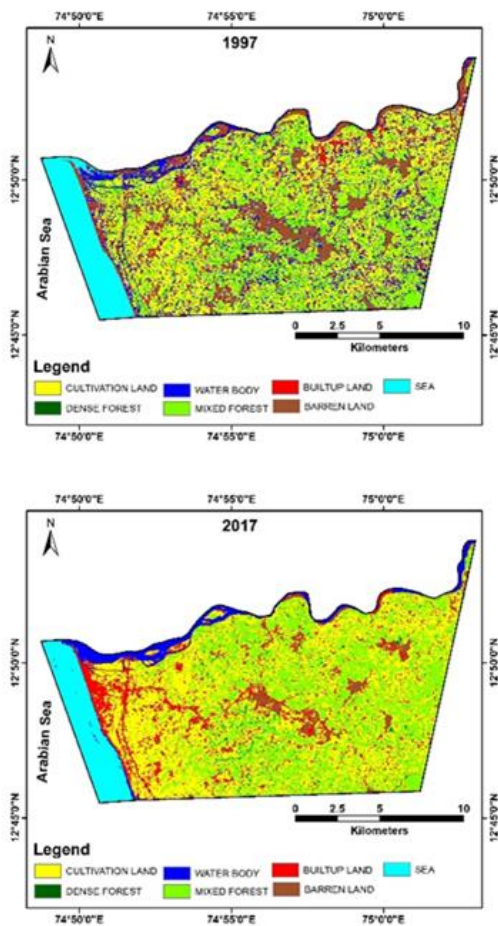 74°50'0"E 74°55'0"E 75°0'0"E
1997
N
12°50'0"N 12°50'0"N
Arabian Sea
12°45'0"N 12°45'0"N
0 2.5 5 10
Kilometers
Legend
CULTIVATION LAND WATER BODY BUILTUP LAND SEA
DENSE FOREST MIXED FOREST BARREN LAND
74°50'0"E 74°55'0"E 75°0'0"E
74°50'0"E 74°55'0"E 75°0'0"E
2017
N
12°50'0"N 12°50'0"N
Arabian Sea
12°45'0"N 12°45'0"N
0 2.5 5 10
Kilometers
Legend
CULTIVATION LAND WATER BODY BUILTUP LAND SEA
DENSE FOREST MIXED FOREST BARREN LAND
74°50'0"E 74°55'0"E 75°0'0"E